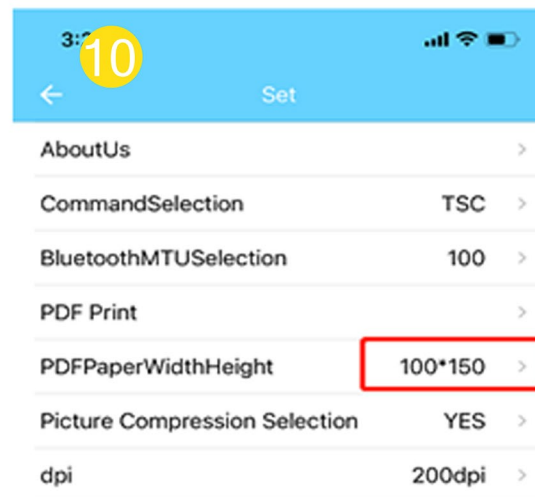 10
Set
AboutUs
CommandSelection TSC
BluetoothMTUSelection 100
PDF Print
PDFPaperWidthHeight 100*150
Picture Compression Selection YES
dpi 200dpi